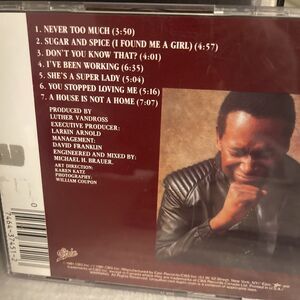 1. NEVER TOO MUCH (3:50)
2. SUGAR AND SPICE (I FOUND ME A GIRL) (4:57)
3. DON'T YOU KNOW THAT? (4:01)
4. I'VE BEEN WORKING (6:35)
5. SHE'S A SUPER LADY (5:04)
6. YOU STOPPED LOVING ME (5:16)
7. A HOUSE IS NOT A HOME (7:07)
PRODUCED BY
LUTHER VANDROSS
EXECUTIVE PRODUCER:
LARKIN ARNOLD
MANAGEMENT:
DAVID FRANKLIN
ENGINEERED AND MIXED BY:
MICHAEL H. BRAUER.
ART DIRECTION:
KAREN KATZ
PHOTOGRAPHY:
WILLIAM COUPON
Epic